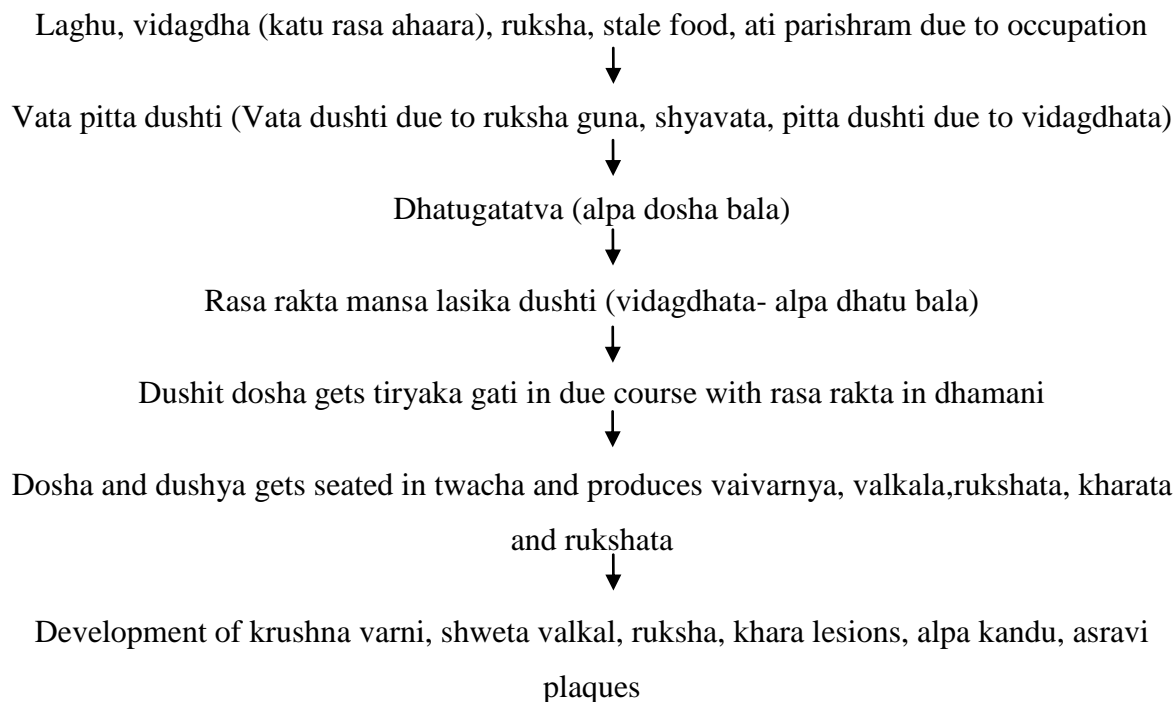 Laghu, vidagdha (katu rasa ahaara), ruksha, stale food, ati parishram due to occupation
Vata pitta dushti (Vata dushti due to ruksha guna, shyavata, pitta dushti due to vidagdhata)
Dhatugatatva (alpa dosha bala)
Rasa rakta mansa lasika dushti (vidagdhata- alpa dhatu bala)
Dushit dosha gets tiryaka gati in due course with rasa rakta in dhamani
Dosha and dushya gets seated in twacha and produces vaivarnya, valkala,rukshata, kharata
and rukshata
Development of krushna varni, shweta valkal, ruksha, khara lesions, alpa kandu, asravi
plaques